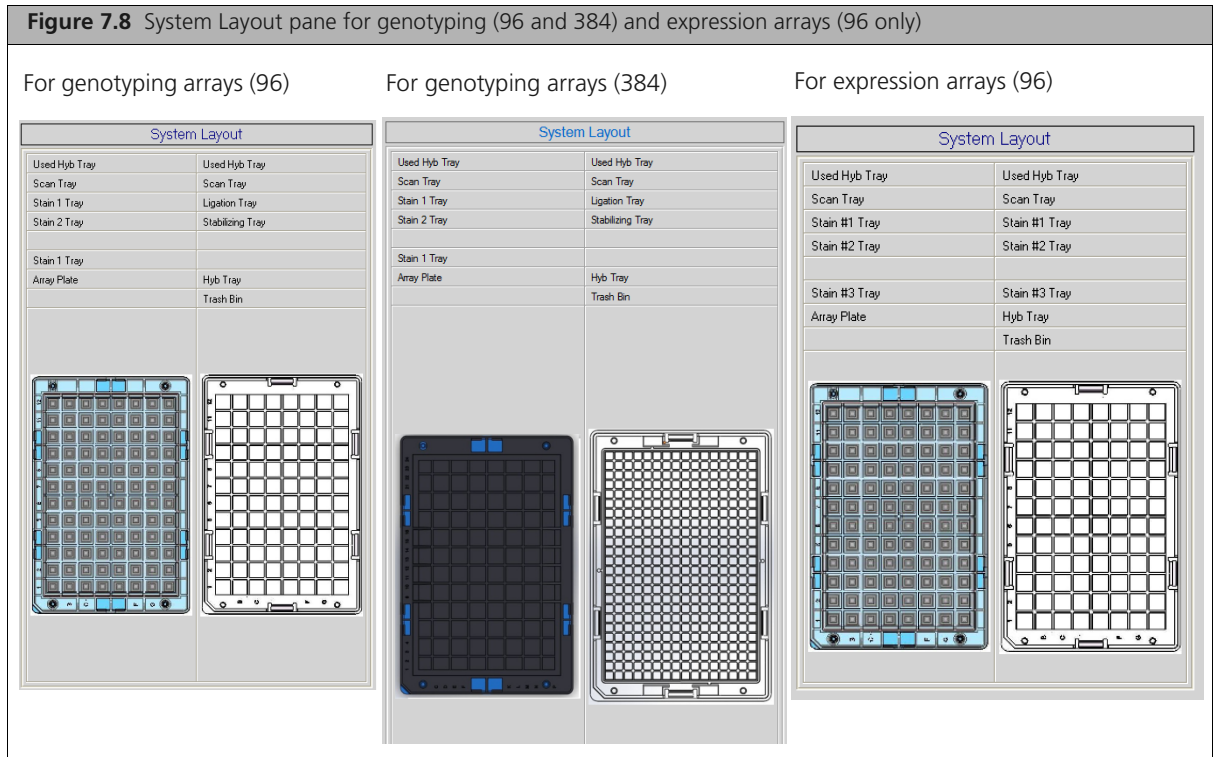 Figure 7.8 System Layout pane for genotyping (96 and 384) and expression arrays (96 only)
For genotyping arrays (96)
System Layout
Used Hyb Tray Used Hyb Tray
Scan Tray Scan Tray
Stain 1 Tray Ligation Tray
Stain 2 Tray Stabilizing Tray
Stain 1 Tray
Array Plate Hyb Tray
Trash Bin
For genotyping arrays (384)
System Layout
Used Hyb Tray Used Hyb Tray
Scan Tray Scan Tray
Stain 1 Tray Ligation Tray
Stain 2 Tray Stabilizing Tray
Stain 1 Tray
Array Plate Hyb Tray
Trash Bin
For expression arrays (96)
System Layout
Used Hyb Tray Used Hyb Tray
Scan Tray Scan Tray
Stain #1 Tray Stain #1 Tray
Stain #2 Tray Stain #2 Tray
Stain #3 Tray Stain #3 Tray
Array Plate Hyb Tray
Trash Bin